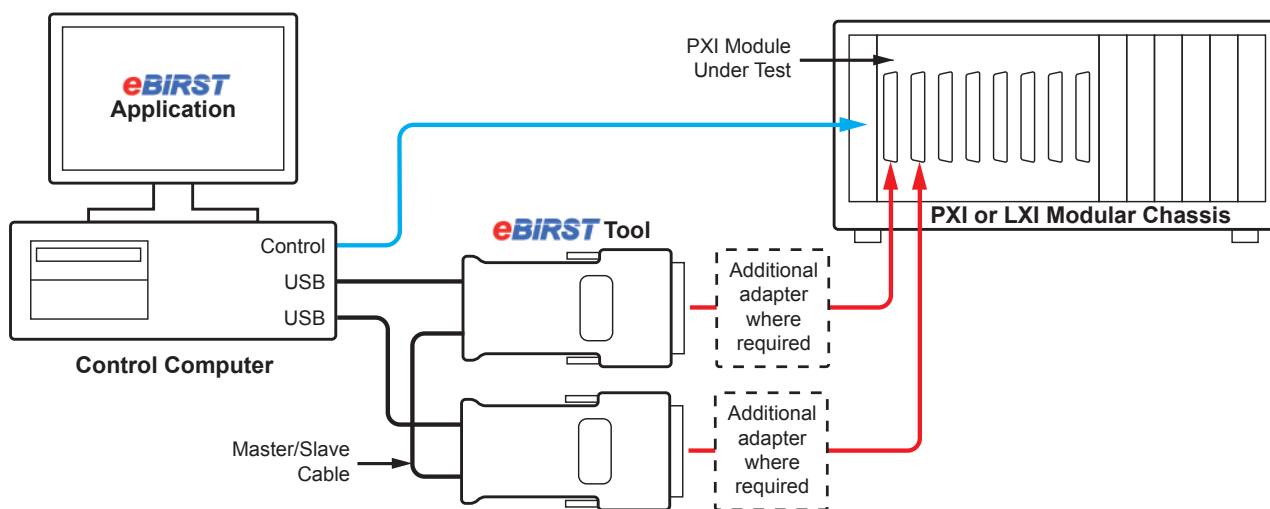 eBIRST
Application
PXI Module
Under Test
PXI or LXI Modular Chassis
Control
USB
USB
Control Computer
eBIRST Tool
Additional
adapter
where
required
Additional
adapter
where
required
Master/Slave
Cable